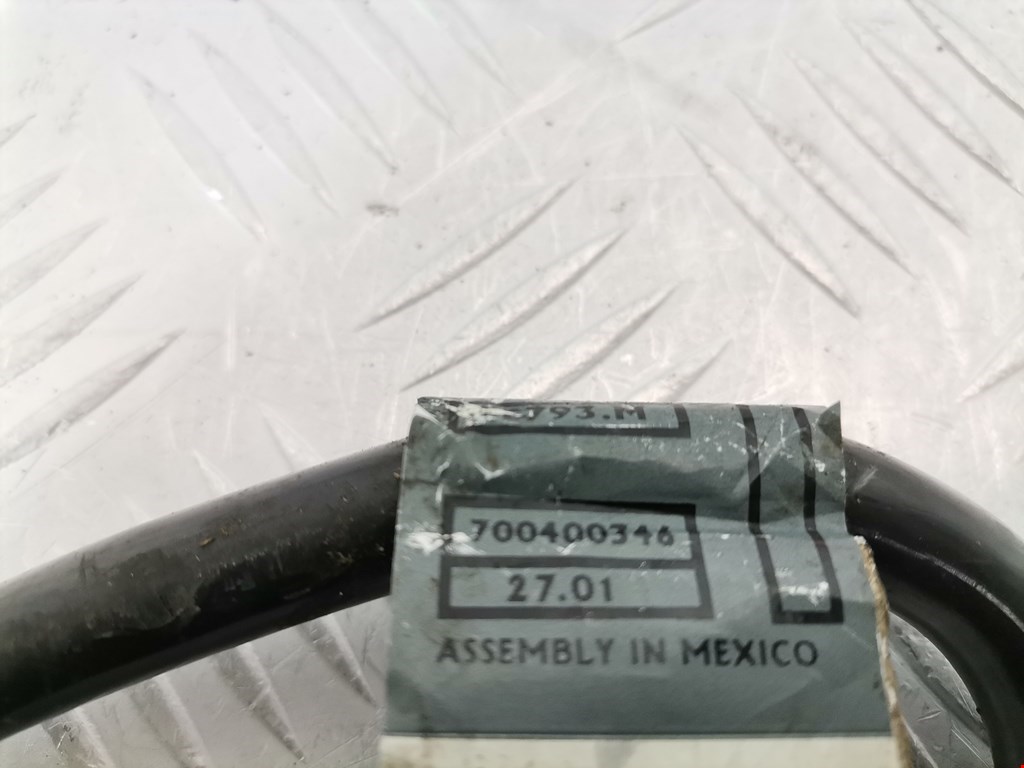 793.M
700400346
27.01
ASSEMBLY IN MEXICO